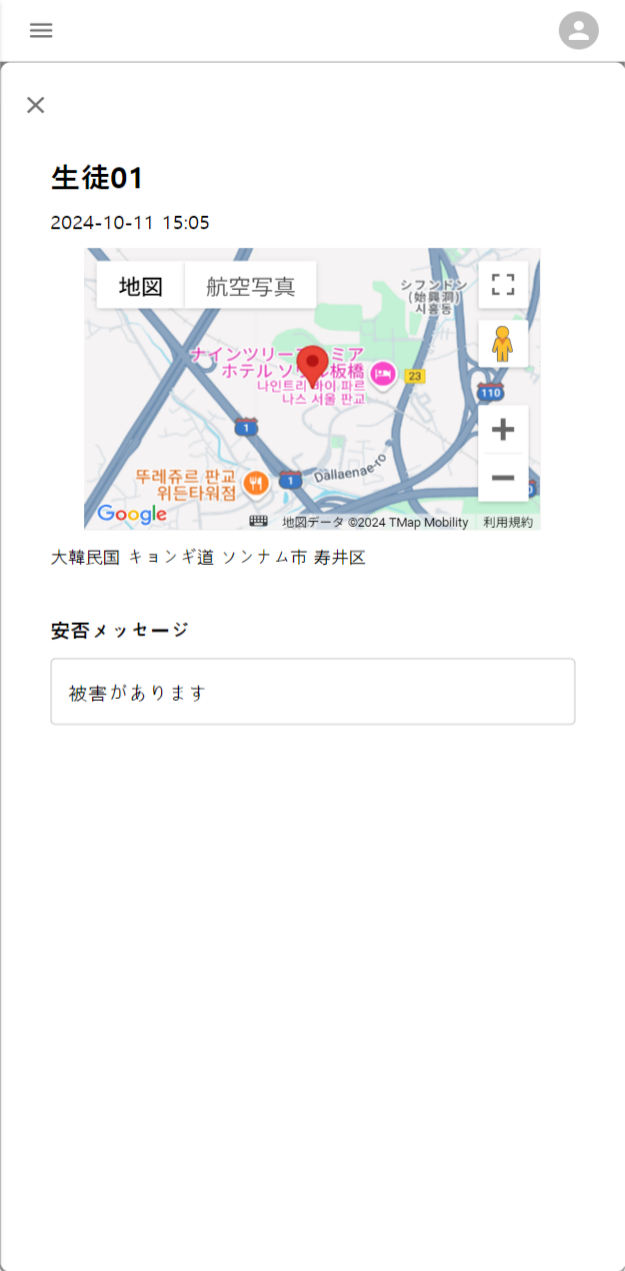 生徒01
2024-10-11 15:05
地図
航空写真
シフンドン
(始興洞)
시흥동
ナインツリー
ミア
ホテル ソ
ル板橋
나인트리
이 파르
나스 서울 판교
23
110
1
뚜레쥬르 판교
위든타워점
1
Dallaenae-ro
Google
地図データ ©2024 TMap Mobility
利用規約
大韓民国 キョンギ道 ソンナム市 寿井区
安否メッセージ
被害があります